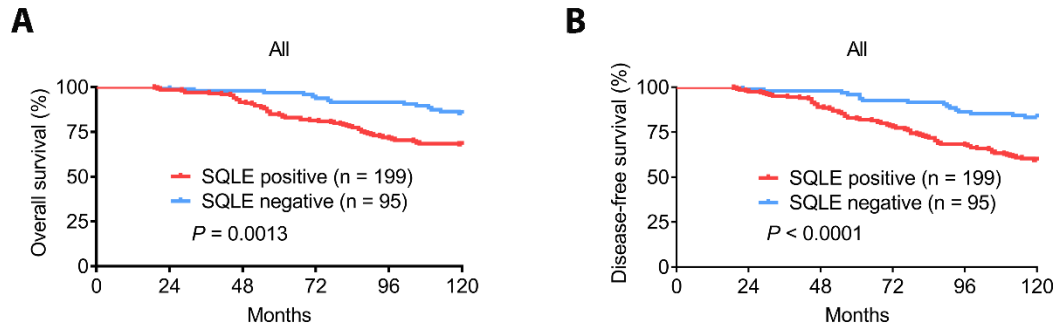 A
All
Overall survival (%)
100
75
50
25
0
SQLE positive (n = 199)
SQLE negative (n = 95)
P = 0.0013
0 24 48 72 96 120
Months
B
All
Disease-free survival (%)
100
75
50
25
0
SQLE positive (n = 199)
SQLE negative (n = 95)
P < 0.0001
0 24 48 72 96 120
Months